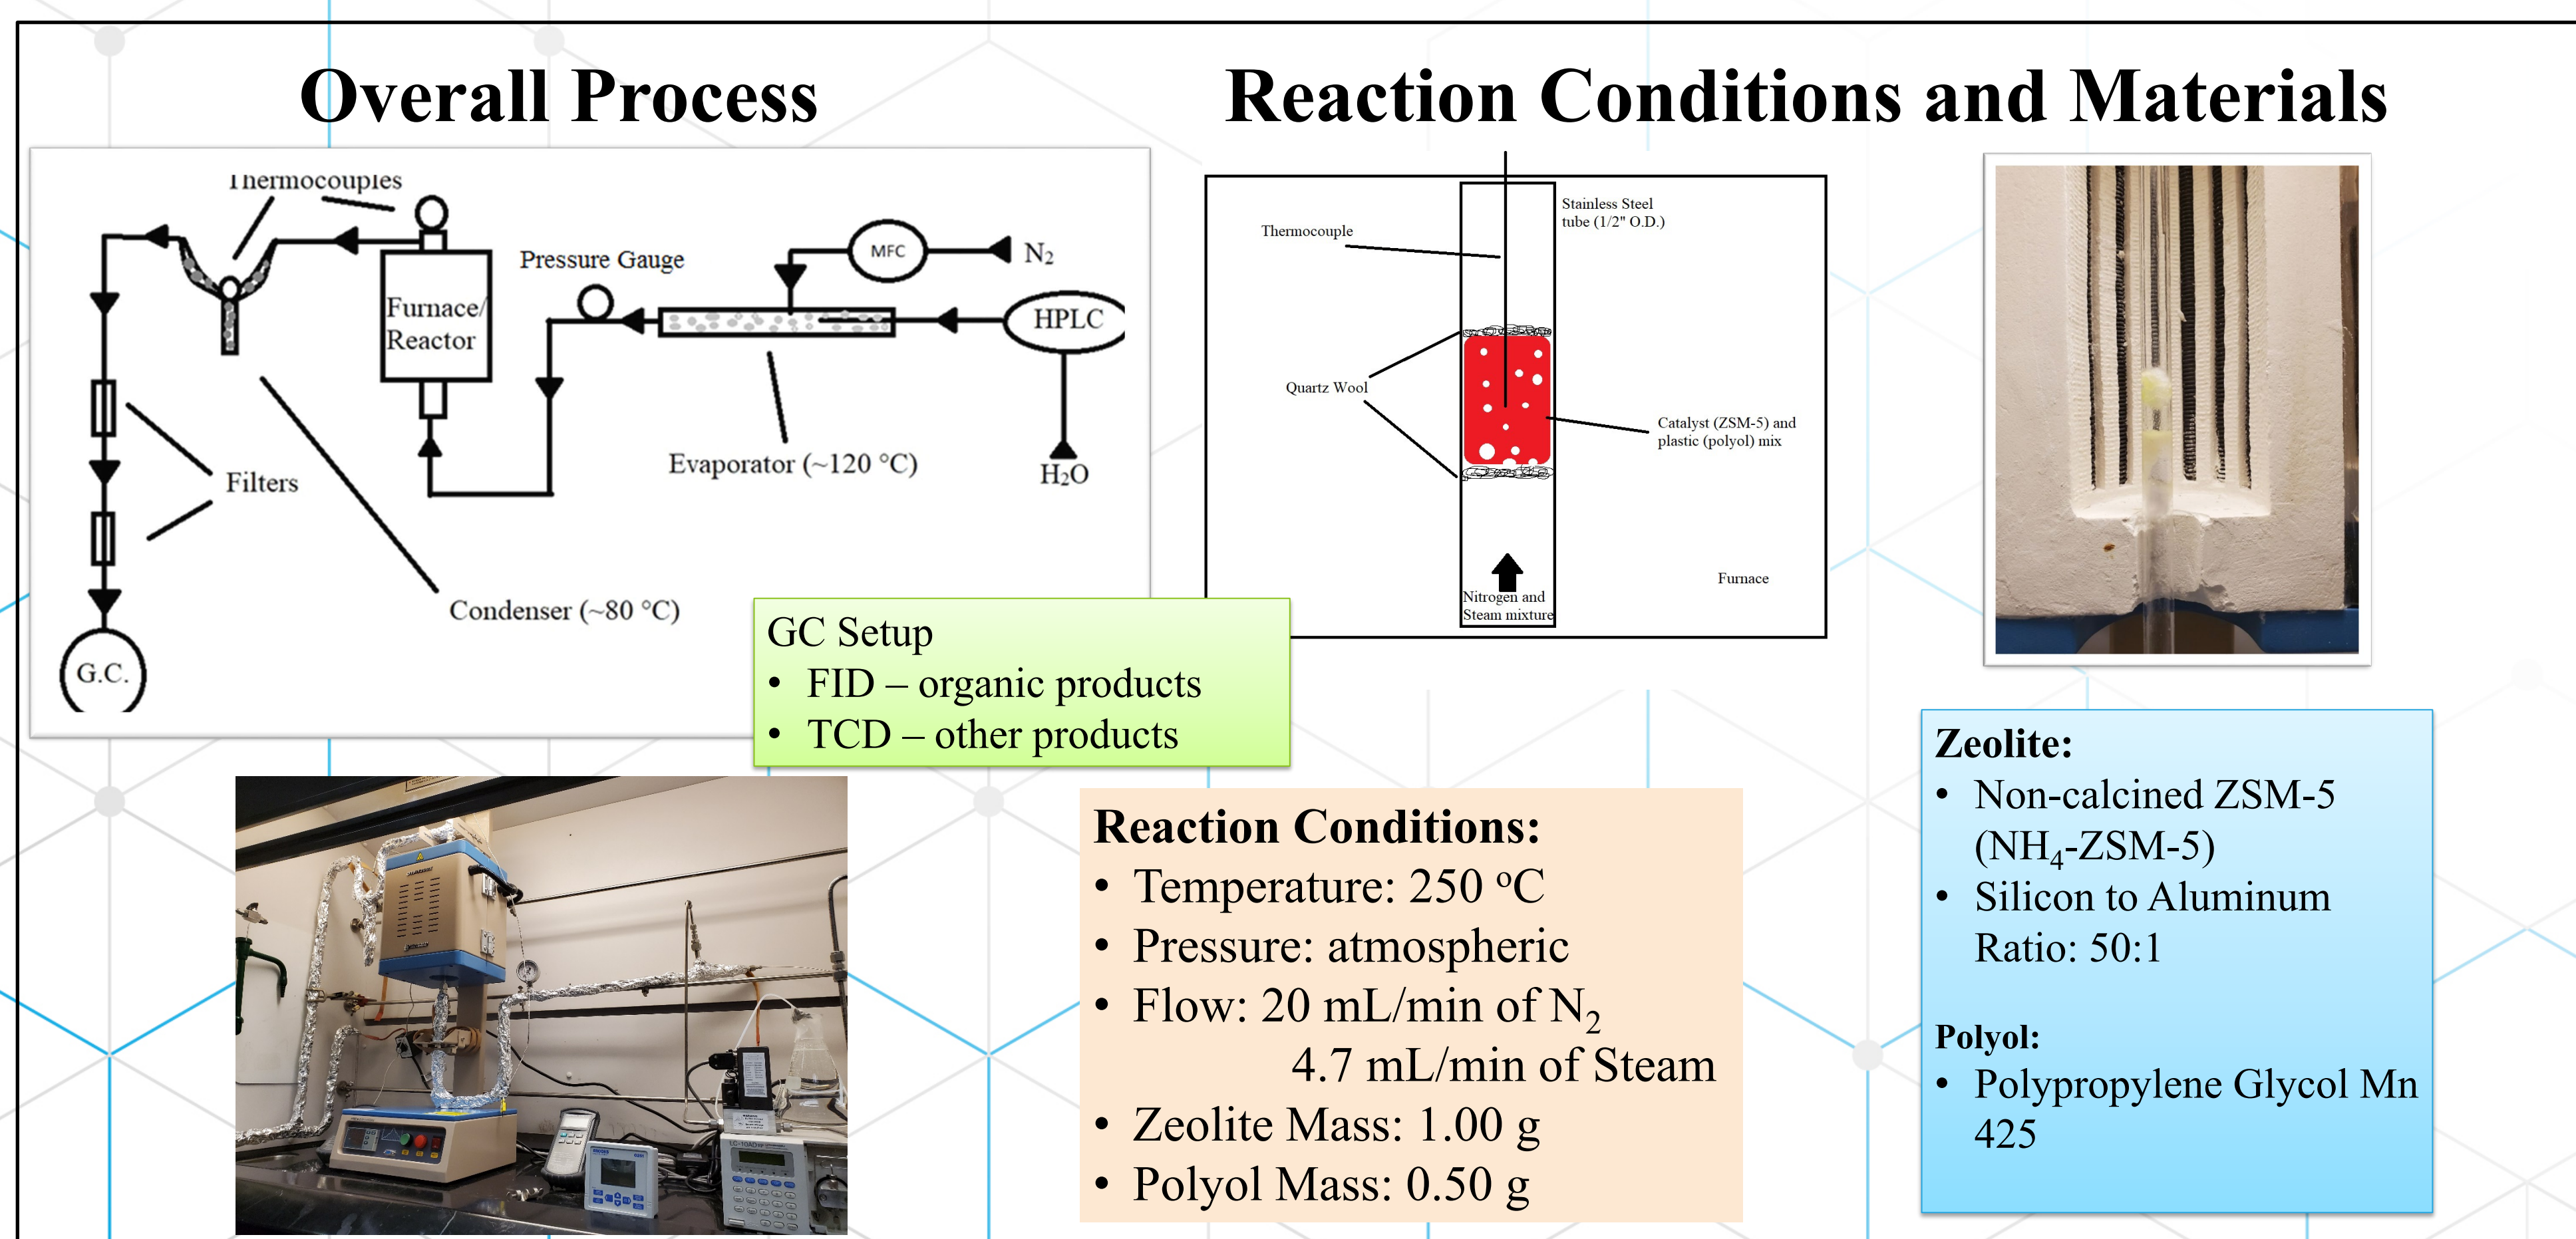 Overall Process
Thermocouples
Pressure Gauge
MFC
N₂
HPLC
Furnace/
Reactor
Evaporator (~120 °C)
H₂O
Filters
Condenser (~80 °C)
G.C.
GC Setup
• FID – organic products
• TCD – other products
Reaction Conditions and Materials
Thermocouple
Stainless Steel
tube (1/2" O.D.)
Quartz Wool
Catalyst (ZSM-5) and
plastic (polyol) mix
Furnace
Nitrogen and
Steam mixture
Reaction Conditions:
• Temperature: 250 °C
• Pressure: atmospheric
• Flow: 20 mL/min of N₂
4.7 mL/min of Steam
• Zeolite Mass: 1.00 g
• Polyol Mass: 0.50 g
Zeolite:
• Non-calcined ZSM-5
(NH₄-ZSM-5)
• Silicon to Aluminum
Ratio: 50:1
Polyol:
• Polypropylene Glycol Mn
425